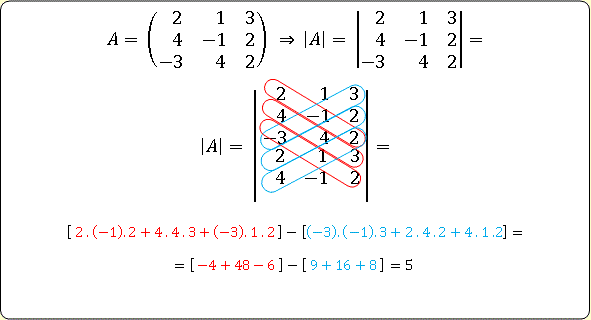 A = ( 2 1 3 ) ⇒ |A| = | 2 1 3 | =
4 −1 2 4 −1 2
−3 4 2 −3 4 2
2 1 3
4 −1 2
|A| = −3 4 2 =
2 1 3
4 −1 2
[ 2 . (−1).2 + 4 . 4 . 3 + (−3) . 1 . 2 ] − [(−3).(−1).3 + 2 . 4 .2 + 4 .1 .2] =
= [ −4 + 48 − 6 ] − [ 9 + 16 + 8 ] = 5